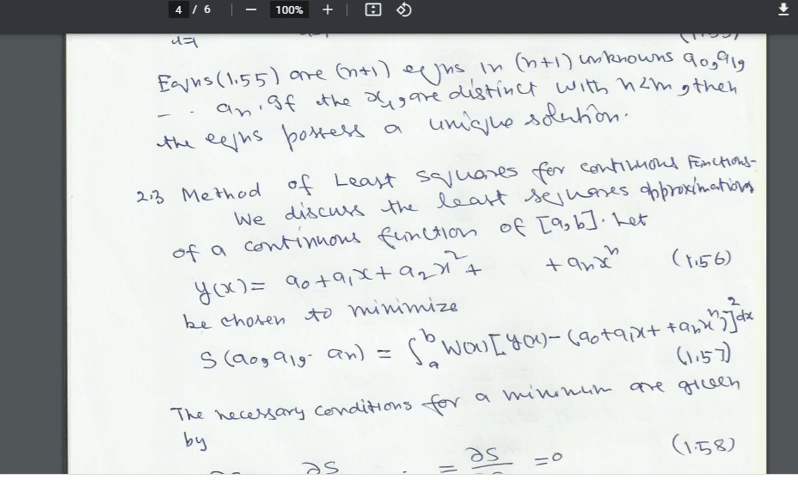 4 / 6 — 100% +
Eqns (1.55) are (n+1) eqns in (n+1) unknowns a₀, a₁,
- · aₙ. If the xᵢ, are distinct with n<m, then
the eqns possess a unique solution.
2.3 Method of Least squares for continuous Functions-
We discuss the least squares approximations
of a continuous function of [a,b]. Let
y(x) = a₀+a₁x+a₂x²+ +aₙxⁿ (1.56)
be chosen to minimize
S(a₀, a₁,- aₙ) = ∫ₐᵇ W(x)[y(x)-(a₀+a₁x+ +aₙxⁿ)]²dx
(1.57)
The necessary conditions for a minimum are given
by (1.58)
∂S = ∂S =0